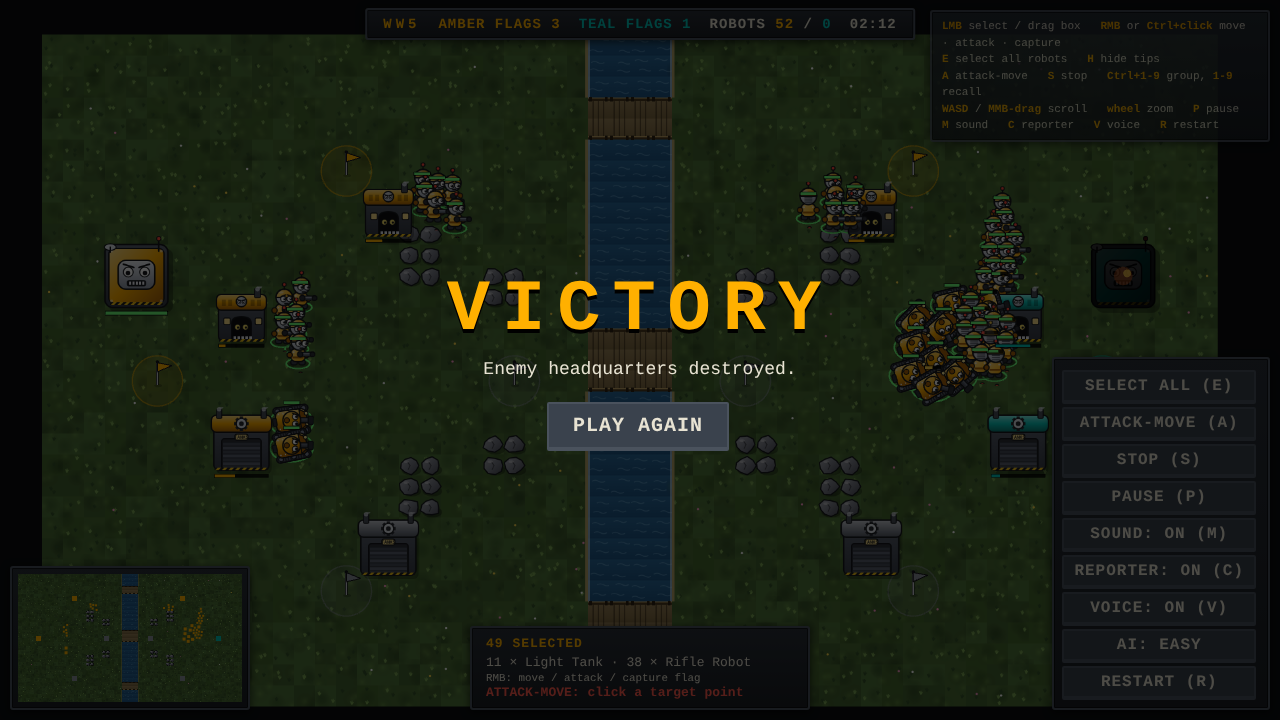 WW5 AMBER FLAGS 3 TEAL FLAGS 1 ROBOTS 52 / 0 02:12
LMB select / drag box RMB or Ctrl+click move
· attack · capture
E select all robots H hide tips
A attack-move S stop Ctrl+1-9 group, 1-9
recall
WASD / MMB-drag scroll wheel zoom P pause
M sound C reporter V voice R restart
VICTORY
Enemy headquarters destroyed.
PLAY AGAIN
SELECT ALL (E)
ATTACK-MOVE (A)
STOP (S)
PAUSE (P)
SOUND: ON (M)
REPORTER: ON (C)
VOICE: ON (V)
AI: EASY
RESTART (R)
49 SELECTED
11 × Light Tank · 38 × Rifle Robot
RMB: move / attack / capture flag
ATTACK-MOVE: click a target point